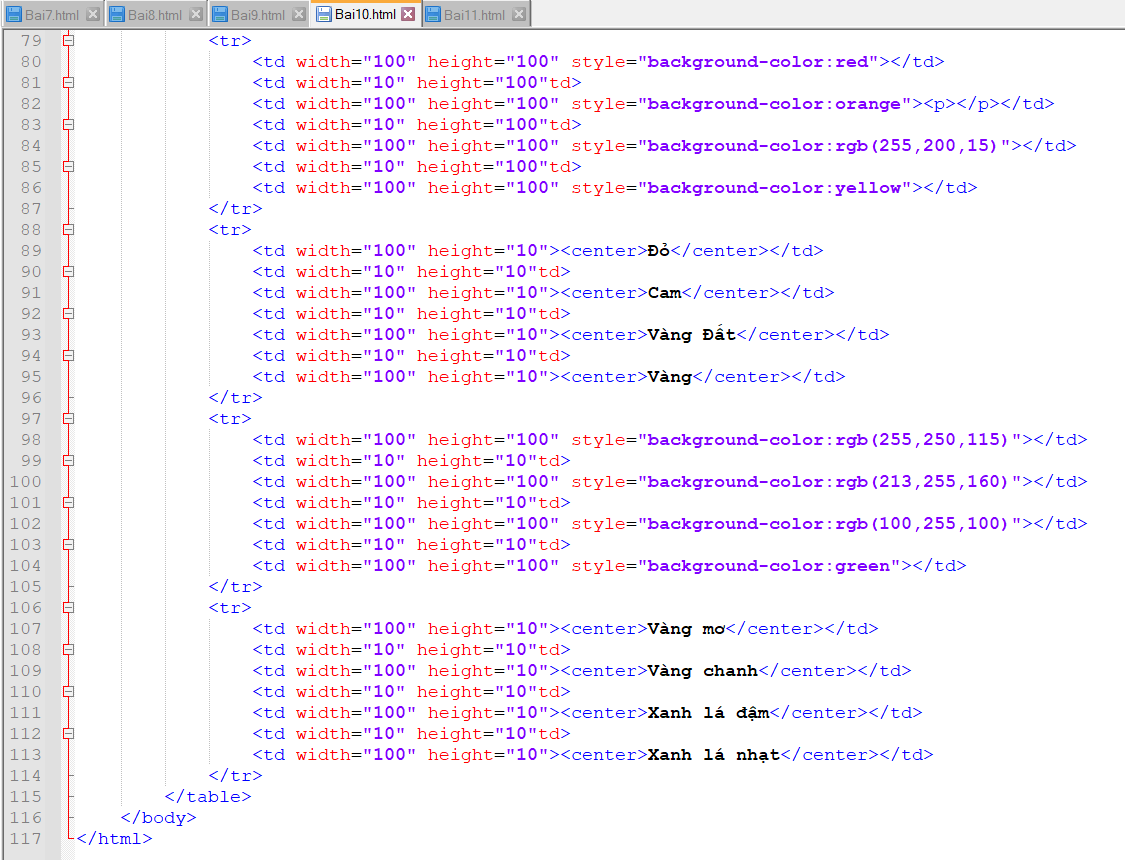 Bai7.html Bai8.html Bai9.html Bai10.html Bai11.html
79 <tr>
80 <td width="100" height="100" style="background-color:red"></td>
81 <td width="10" height="100"td>
82 <td width="100" height="100" style="background-color:orange"><p></p></td>
83 <td width="10" height="100"td>
84 <td width="100" height="100" style="background-color:rgb(255,200,15)"></td>
85 <td width="10" height="100"td>
86 <td width="100" height="100" style="background-color:yellow"></td>
87 </tr>
88 <tr>
89 <td width="100" height="10"><center>Đỏ</center></td>
90 <td width="10" height="10"td>
91 <td width="100" height="10"><center>Cam</center></td>
92 <td width="10" height="10"td>
93 <td width="100" height="10"><center>Vàng Đất</center></td>
94 <td width="10" height="10"td>
95 <td width="100" height="10"><center>Vàng</center></td>
96 </tr>
97 <tr>
98 <td width="100" height="100" style="background-color:rgb(255,250,115)"></td>
99 <td width="10" height="10"td>
100 <td width="100" height="100" style="background-color:rgb(213,255,160)"></td>
101 <td width="10" height="10"td>
102 <td width="100" height="100" style="background-color:rgb(100,255,100)"></td>
103 <td width="10" height="10"td>
104 <td width="100" height="100" style="background-color:green"></td>
105 </tr>
106 <tr>
107 <td width="100" height="10"><center>Vàng mơ</center></td>
108 <td width="10" height="10"td>
109 <td width="100" height="10"><center>Vàng chanh</center></td>
110 <td width="10" height="10"td>
111 <td width="100" height="10"><center>Xanh lá đậm</center></td>
112 <td width="10" height="10"td>
113 <td width="100" height="10"><center>Xanh lá nhạt</center></td>
114 </tr>
115 </table>
116 </body>
117 </html>